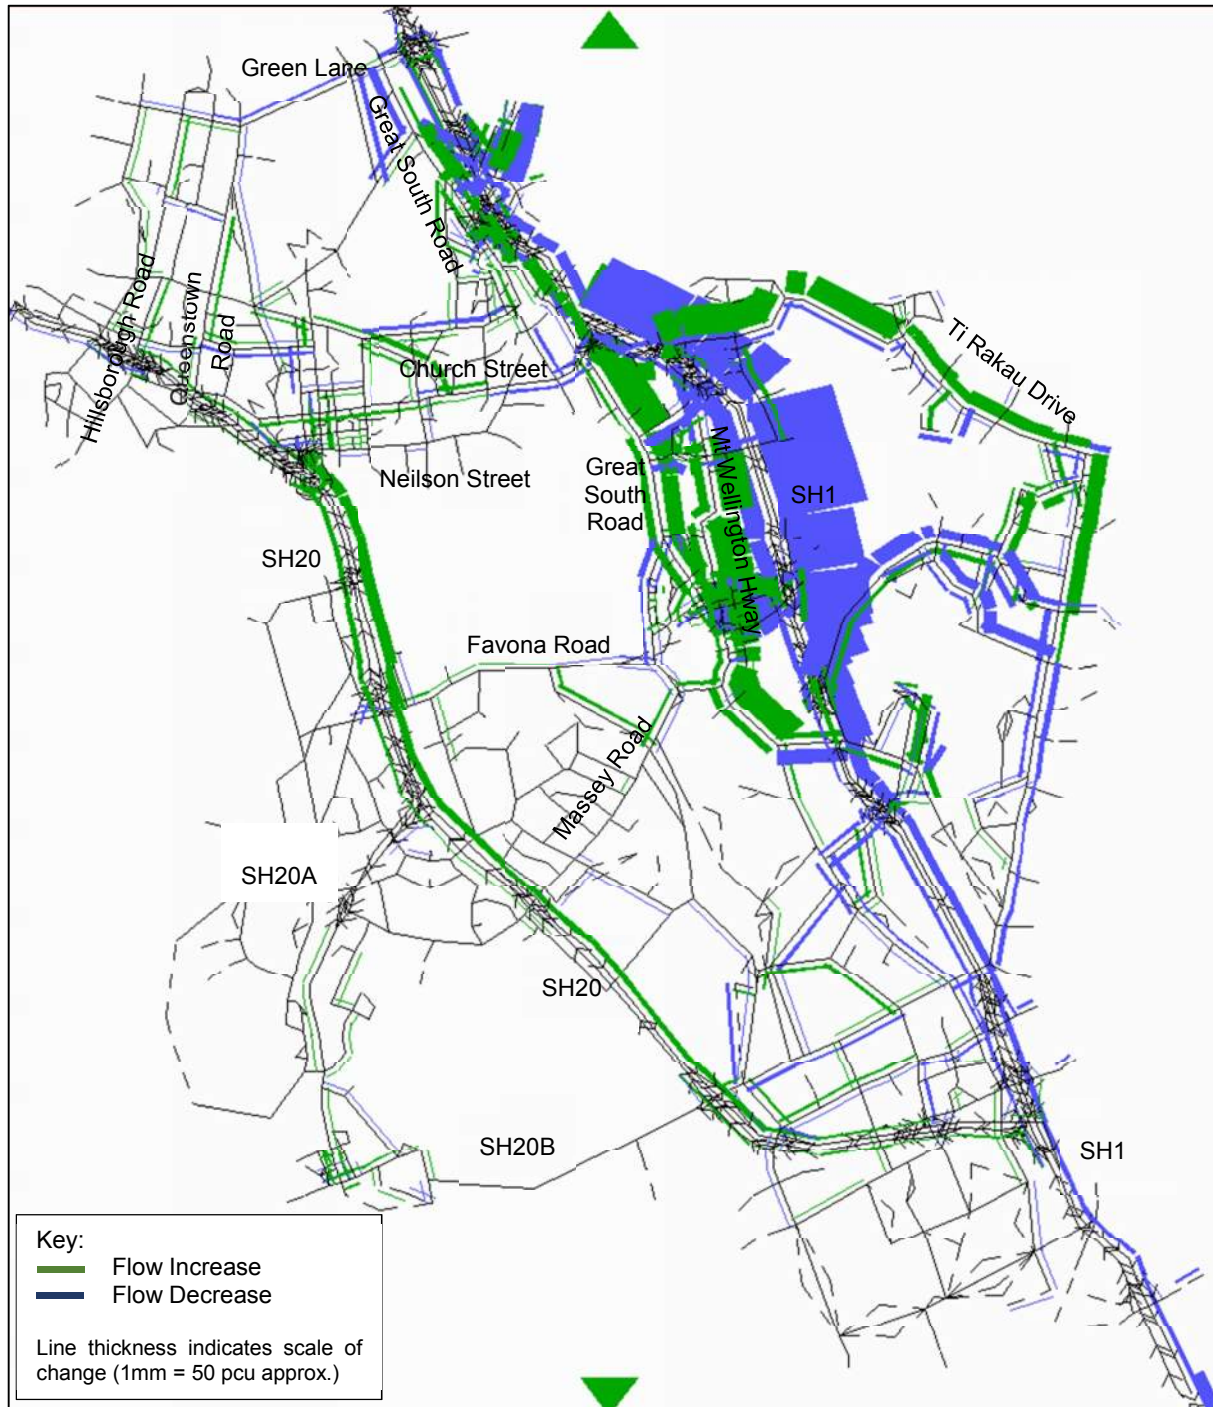 Green Lane
Great South Road
Hillsborough Road
Queenstown
Road
Church Street
Ti Rakau Drive
Neilson Street
Great
South
Road
Mt Wellington Hway
SH1
SH20
Favona Road
Massey Road
SH20A
SH20
SH20B
SH1
Key:
Flow Increase
Flow Decrease
Line thickness indicates scale of
change (1mm = 50 pcu approx.)